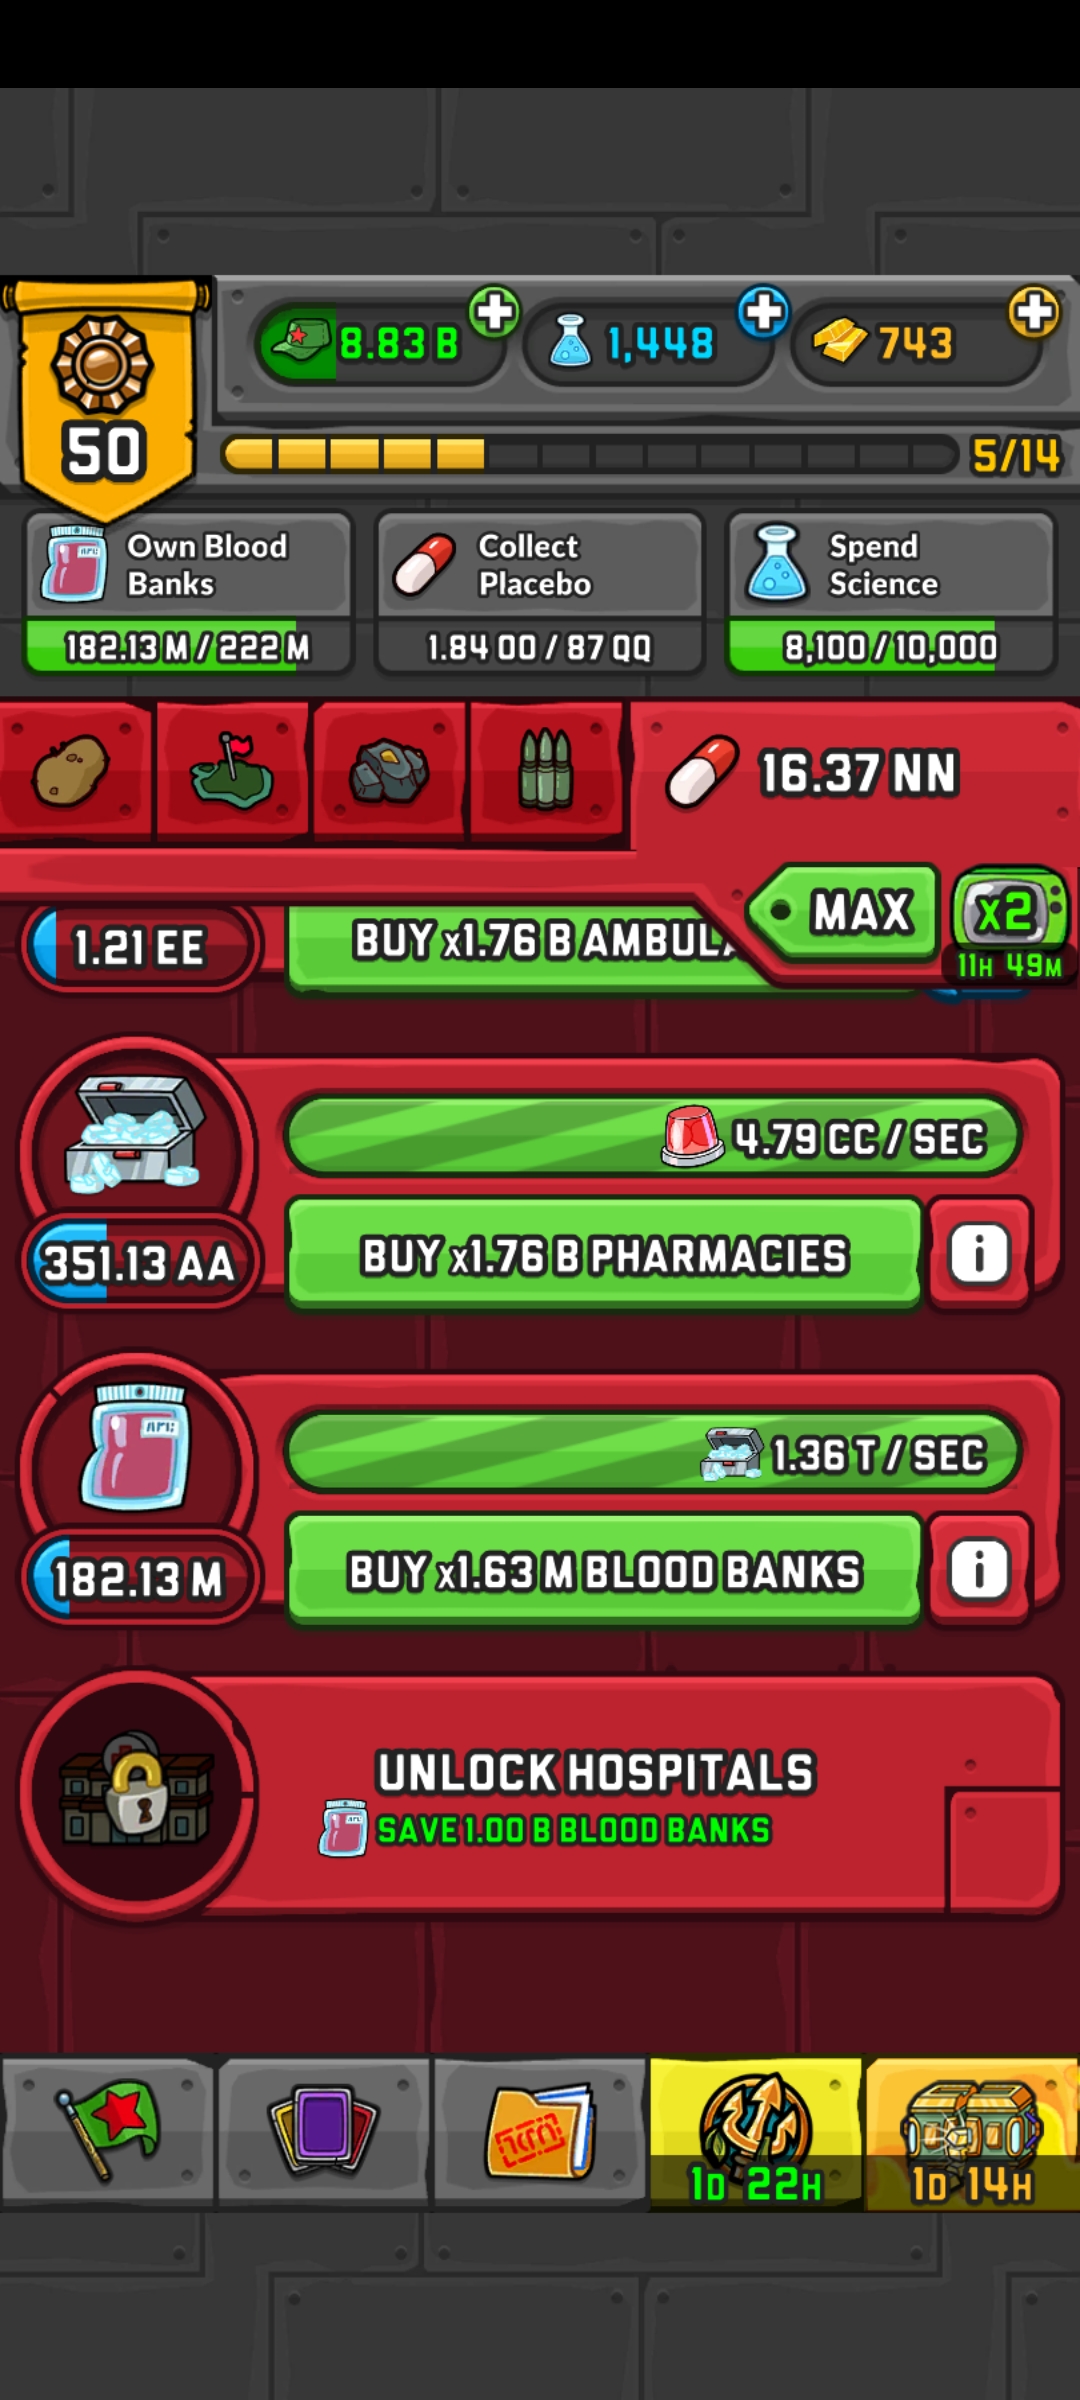 8.83 B
1,448
743
50
5/14
Own Blood
Banks
Collect
Placebo
Spend
Science
182.13 M / 222 M
1.84 OO / 87 QQ
8,100 / 10,000
16.37 NN
MAX
x2
11H 49M
1.21 EE
BUY x1.76 B AMBULA
4.79 CC / SEC
351.13 AA
BUY x1.76 B PHARMACIES
i
1.36 T / SEC
182.13 M
BUY x1.63 M BLOOD BANKS
i
UNLOCK HOSPITALS
SAVE 1.00 B BLOOD BANKS
1D 22H
1D 14H